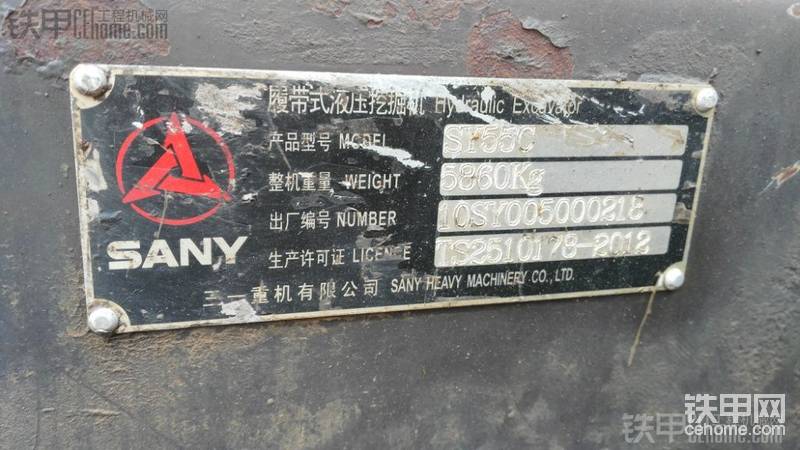 铁甲 工程机械网
CEhome.com
履带式液压挖掘机 Hydraulic Excavator
产品型号 MODEL SY55C
整机重量 WEIGHT 5860Kg
出厂编号 NUMBER 10SY005000218
生产许可证 LICENCE TS2510178-2012
SANY
三一重机有限公司 SANY HEAVY MACHINERY CO., LTD.
铁甲网
cehome.com